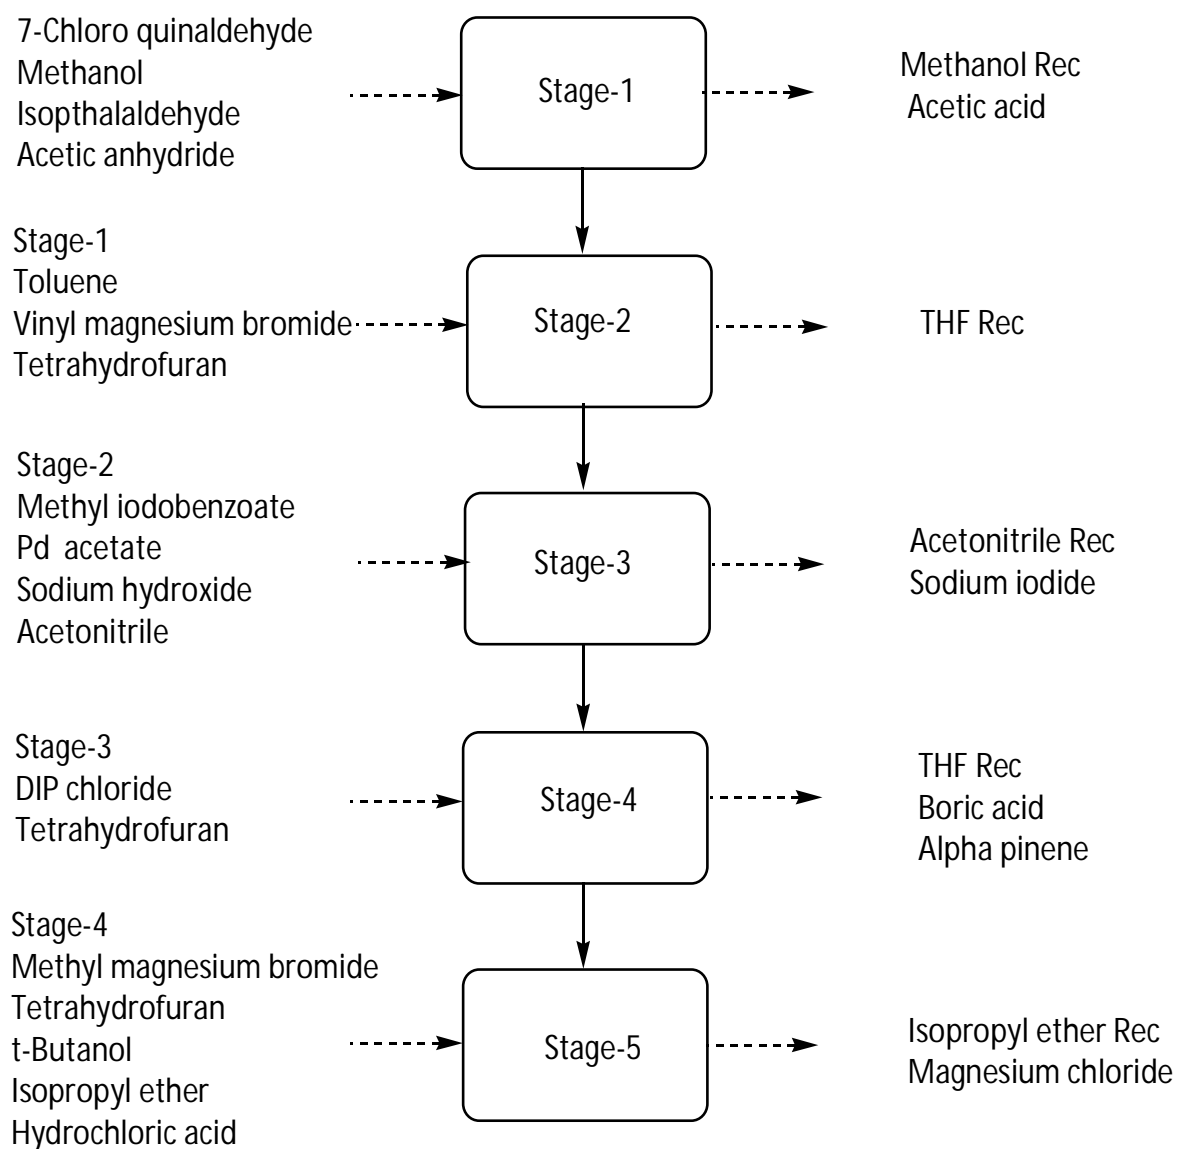 7-Chloro quinaldehyde
Methanol
Isopthalaldehyde
Acetic anhydride
Stage-1
Methanol Rec
Acetic acid
Stage-1
Toluene
Vinyl magnesium bromide
Tetrahydrofuran
Stage-2
THF Rec
Stage-2
Methyl iodobenzoate
Pd acetate
Sodium hydroxide
Acetonitrile
Stage-3
Acetonitrile Rec
Sodium iodide
Stage-3
DIP chloride
Tetrahydrofuran
Stage-4
THF Rec
Boric acid
Alpha pinene
Stage-4
Methyl magnesium bromide
Tetrahydrofuran
t-Butanol
Isopropyl ether
Hydrochloric acid
Stage-5
Isopropyl ether Rec
Magnesium chloride